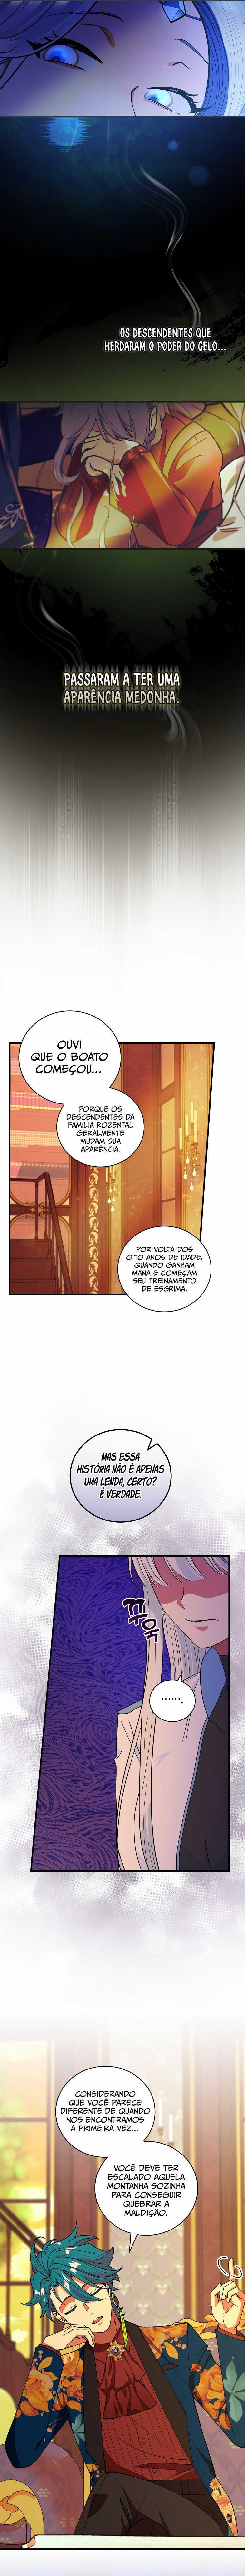 OS DESCENDENTES QUE
HERDARAM O PODER DO GELO...
PASSARAM A TER UMA
APARÊNCIA MEDONHA.
OUVI
QUE O BOATO
COMEÇOU...
PORQUE OS
DESCENDENTES DA
FAMÍLIA ROZENTAL
GERALMENTE
MUDAM SUA
APARÊNCIA.
POR VOLTA DOS
OITO ANOS DE IDADE,
QUANDO GANHAM
MANA E COMEÇAM
SEU TREINAMENTO
DE ESGRIMA.
MAS ESSA
HISTÓRIA NÃO É APENAS
UMA LENDA, CERTO?
É VERDADE.
꾸욱
.......
CONSIDERANDO
QUE VOCÊ PARECE
DIFERENTE DE QUANDO
NOS ENCONTRAMOS
A PRIMEIRA VEZ...
VOCÊ DEVE TER
ESCALADO AQUELA
MONTANHA SOZINHA
PARA CONSEGUIR
QUEBRAR A
MALDIÇÃO.